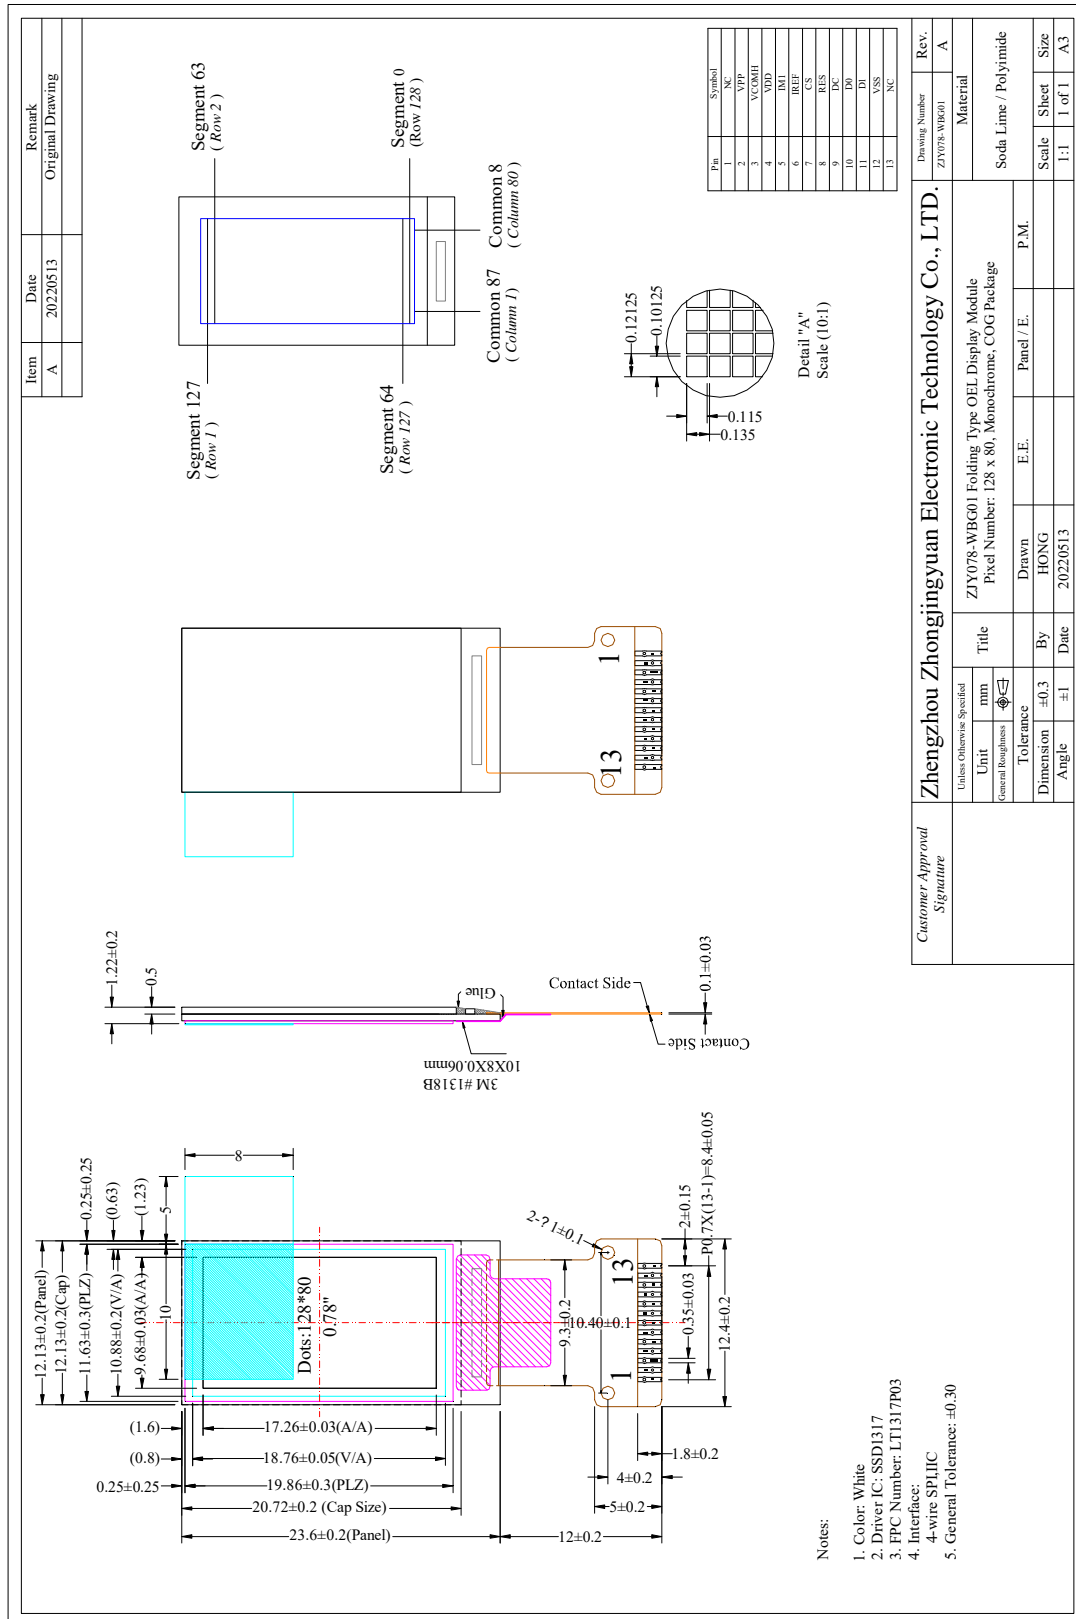 Item
Date
Remark
A
20220513
Original Drawing
Segment 127
( Row 1 )
Segment 63
( Row 2 )
Segment 64
( Row 127 )
Segment 0
(Row 128 )
Common 87
( Column 1 )
Common 8
( Column 80 )
Pin
Symbol
1
NC
2
VPP
3
VCOMH
4
VDD
5
IM1
6
IREF
7
CS
8
RES
9
DC
10
D0
11
D1
12
VSS
13
NC
0.12125
0.10125
0.115
0.135
Detail "A"
Scale (10:1)
13
1
1.22±0.2
0.5
Glue
3M #1318B
10X8X0.06mm
Contact Side
Contact Side
0.1±0.03
12.13±0.2(Panel)
12.13±0.2(Cap)
11.63±0.3(PLZ)
10.88±0.2(V/A)
9.68±0.03(A/A)
10
5
8
0.25±0.25
(0.63)
(1.23)
Dots:128*80
0.78"
(1.6)
(0.8)
0.25±0.25
17.26±0.03(A/A)
18.76±0.05(V/A)
19.86±0.3(PLZ)
20.72±0.2 (Cap Size)
23.6±0.2(Panel)
12±0.2
2-? 1±0.1
9.3±0.2
10.40±0.1
1
13
2±0.15
P0.7X(13-1)=8.4±0.05
0.35±0.03
12.4±0.2
1.8±0.2
4±0.2
5±0.2
Notes:
1. Color: White
2. Driver IC: SSD1317
3. FPC Number: LT1317P03
4. Interface:
4-wire SPI,IIC
5. General Tolerance: ±0.30
Customer Approval
Signature
Zhengzhou Zhongjingyuan Electronic Technology Co., LTD.
Drawing Number
ZJY078-WBG01
Rev.
A
Unless Otherwise Specified
Unit
mm
General Roughness
Tolerance
Dimension
±0.3
Angle
±1
Title
ZJY078-WBG01 Folding Type OEL Display Module
Pixel Number: 128 x 80, Monochrome, COG Package
Material
Soda Lime / Polyimide
By
Drawn
E.E.
Panel / E.
P.M.
HONG
Date
20220513
Scale
Sheet
Size
1:1
1 of 1
A3